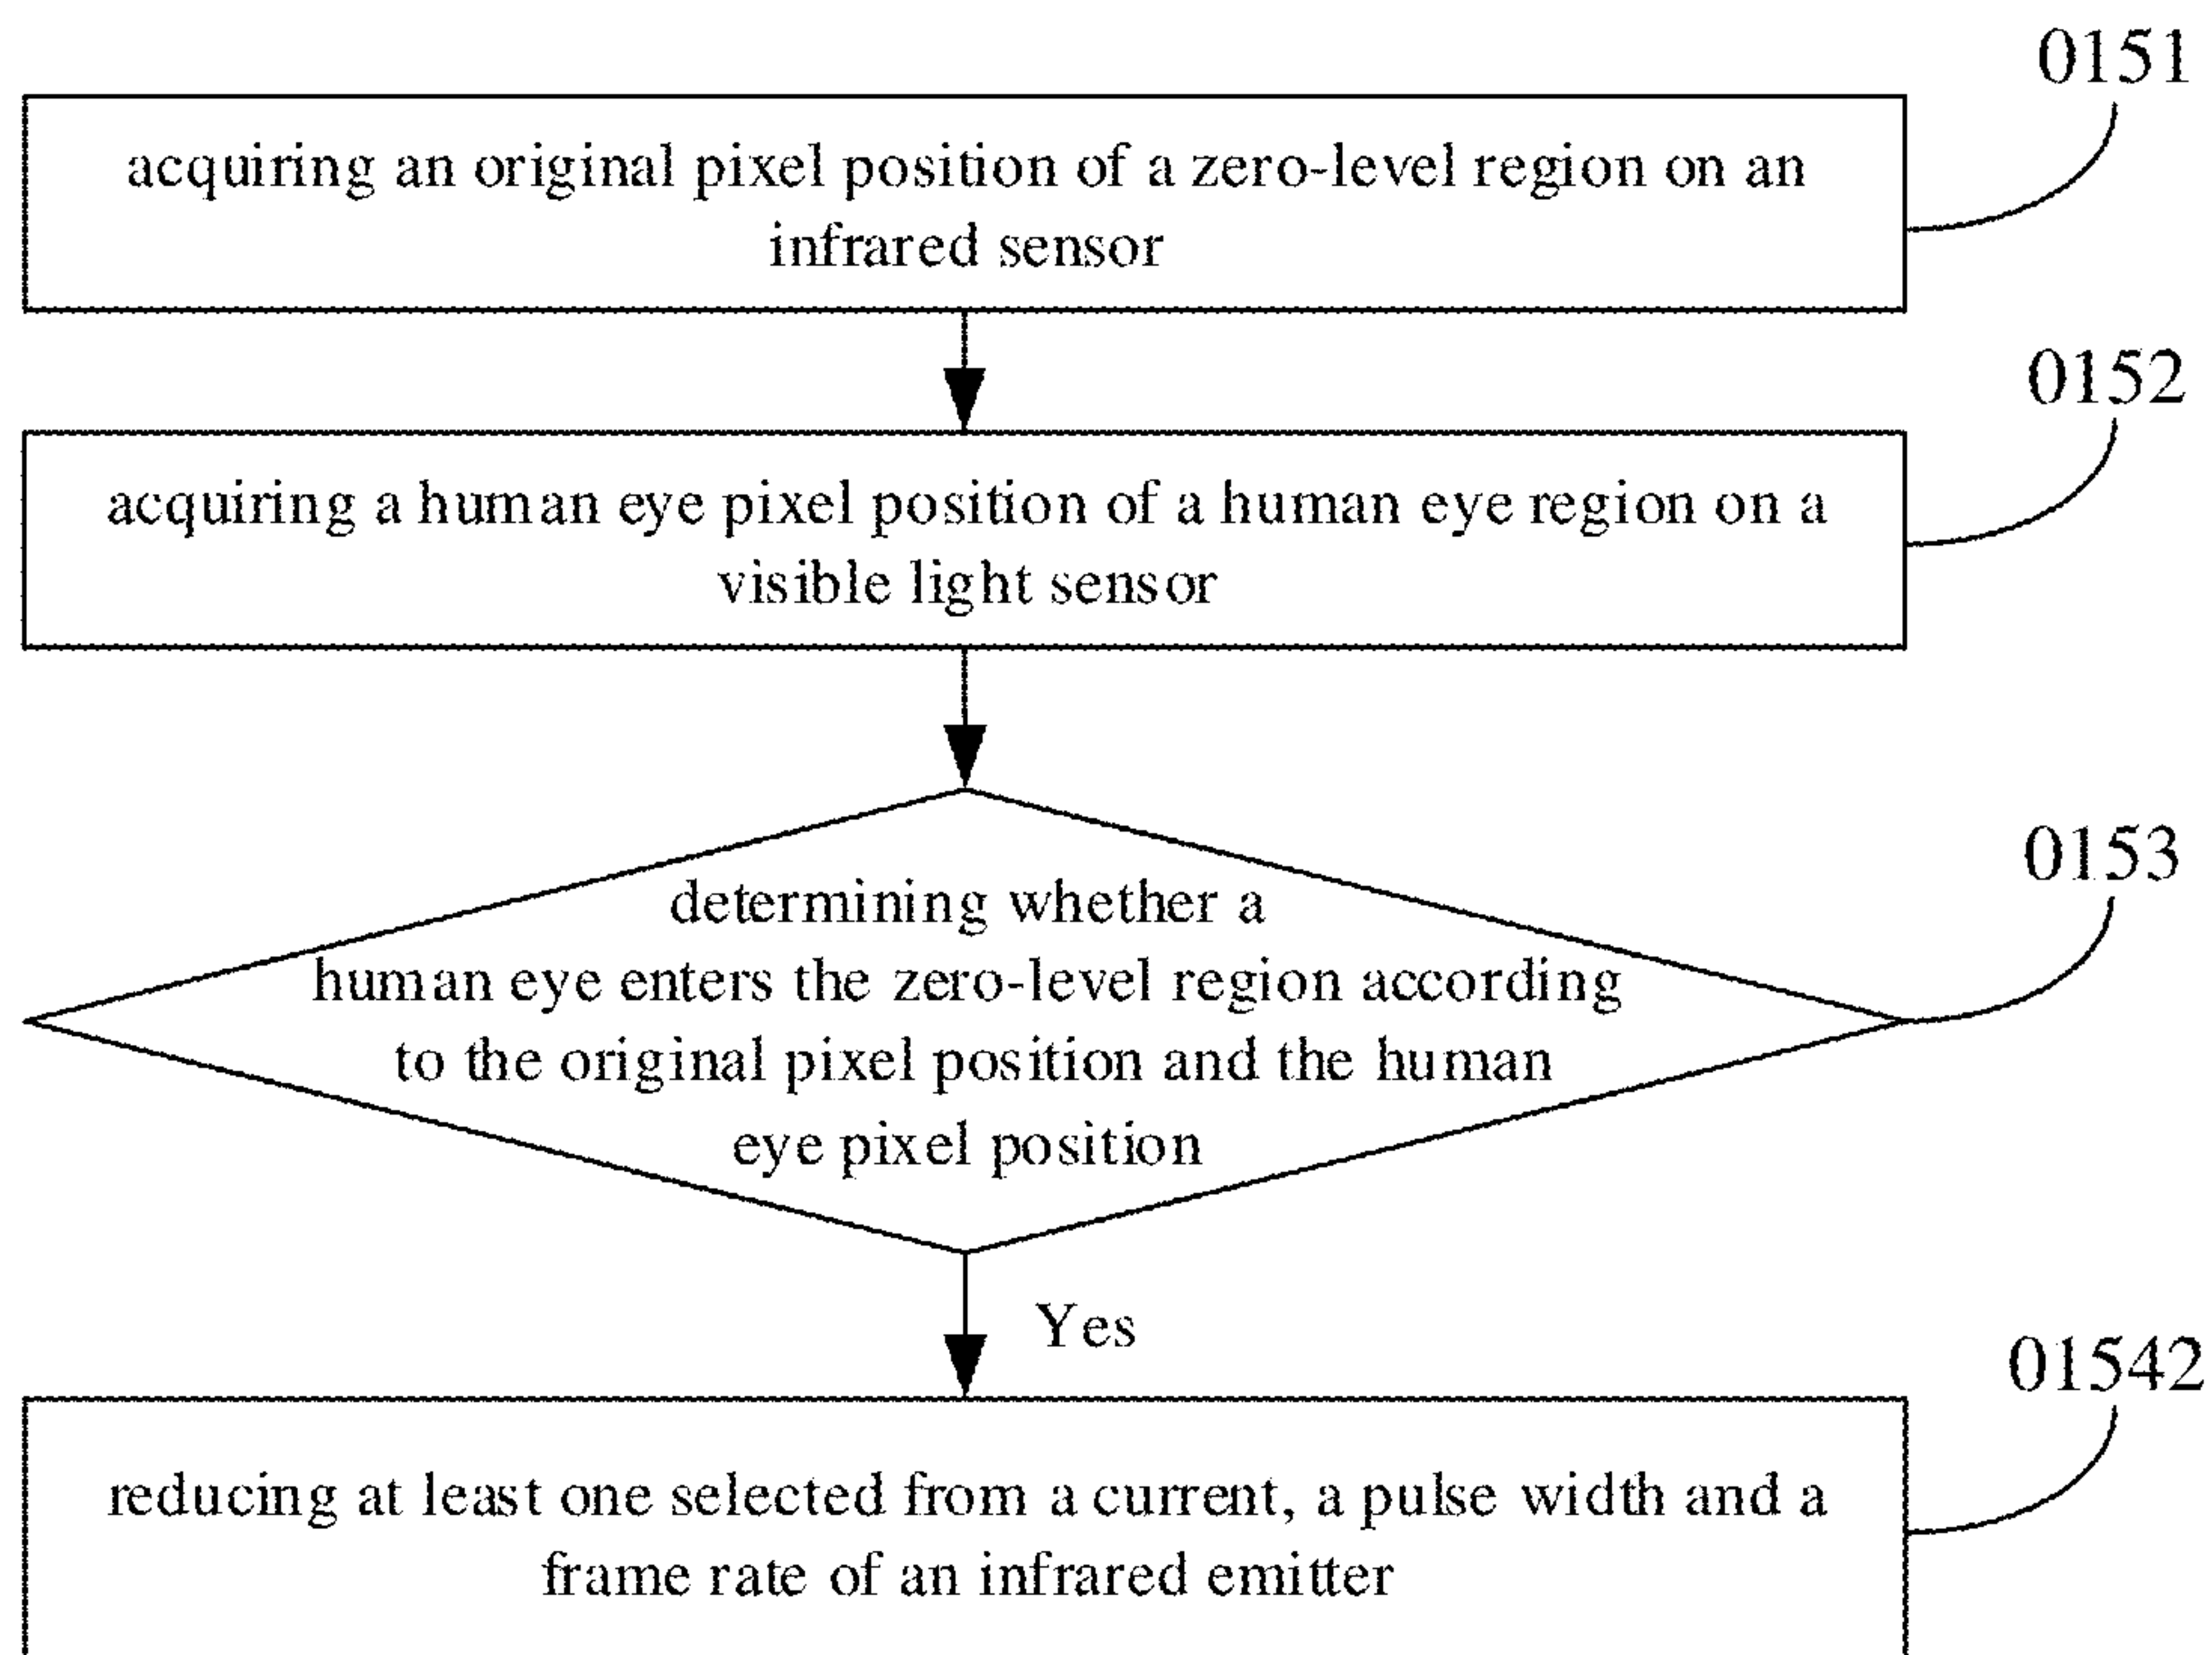 0151
acquiring an original pixel position of a zero-level region on an
infrared sensor
0152
acquiring a human eye pixel position of a human eye region on a
visible light sensor
0153
determining whether a
human eye enters the zero-level region according
to the original pixel position and the human
eye pixel position
Yes
01542
reducing at least one selected from a current, a pulse width and a
frame rate of an infrared emitter